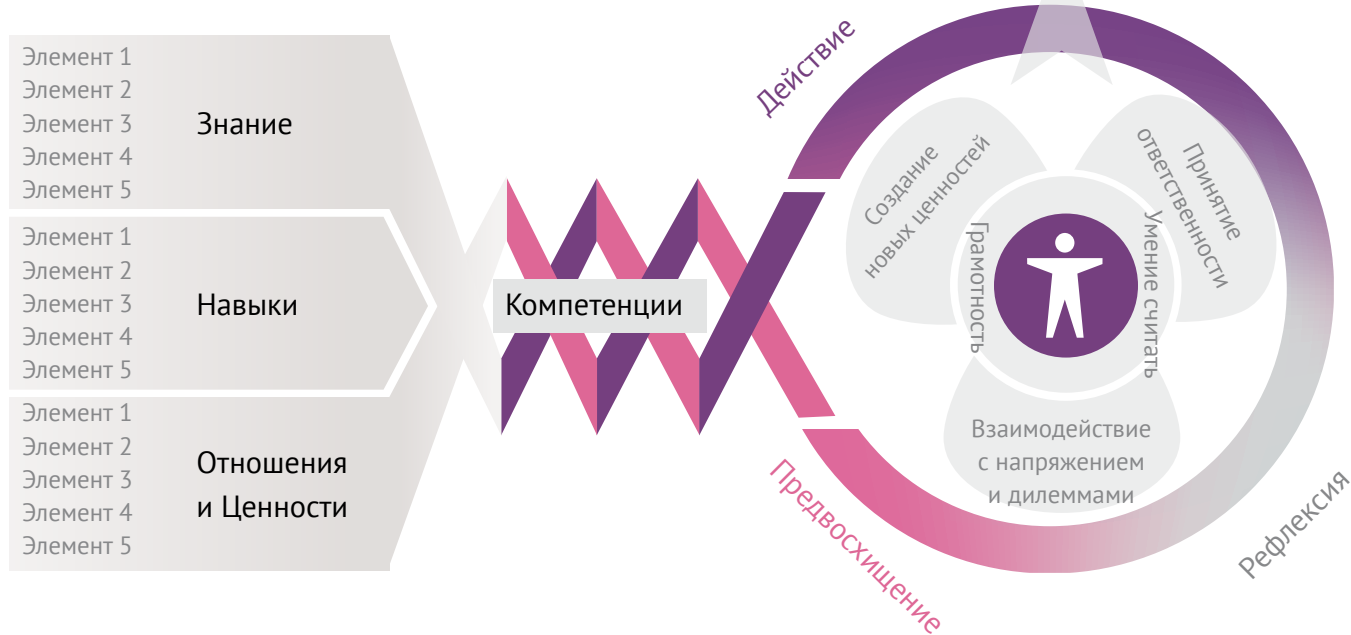 Элемент 1
Элемент 2
Элемент 3
Элемент 4
Элемент 5
Знание
Элемент 1
Элемент 2
Элемент 3
Элемент 4
Элемент 5
Навыки
Элемент 1
Элемент 2
Элемент 3
Элемент 4
Элемент 5
Отношения
и Ценности
Компетенции
Действие
Создание
новых ценностей
Принятие
ответственности
Грамотность
Умение считать
Взаимодействие
с напряжением
и дилеммами
Предвосхищение
Рефлексия